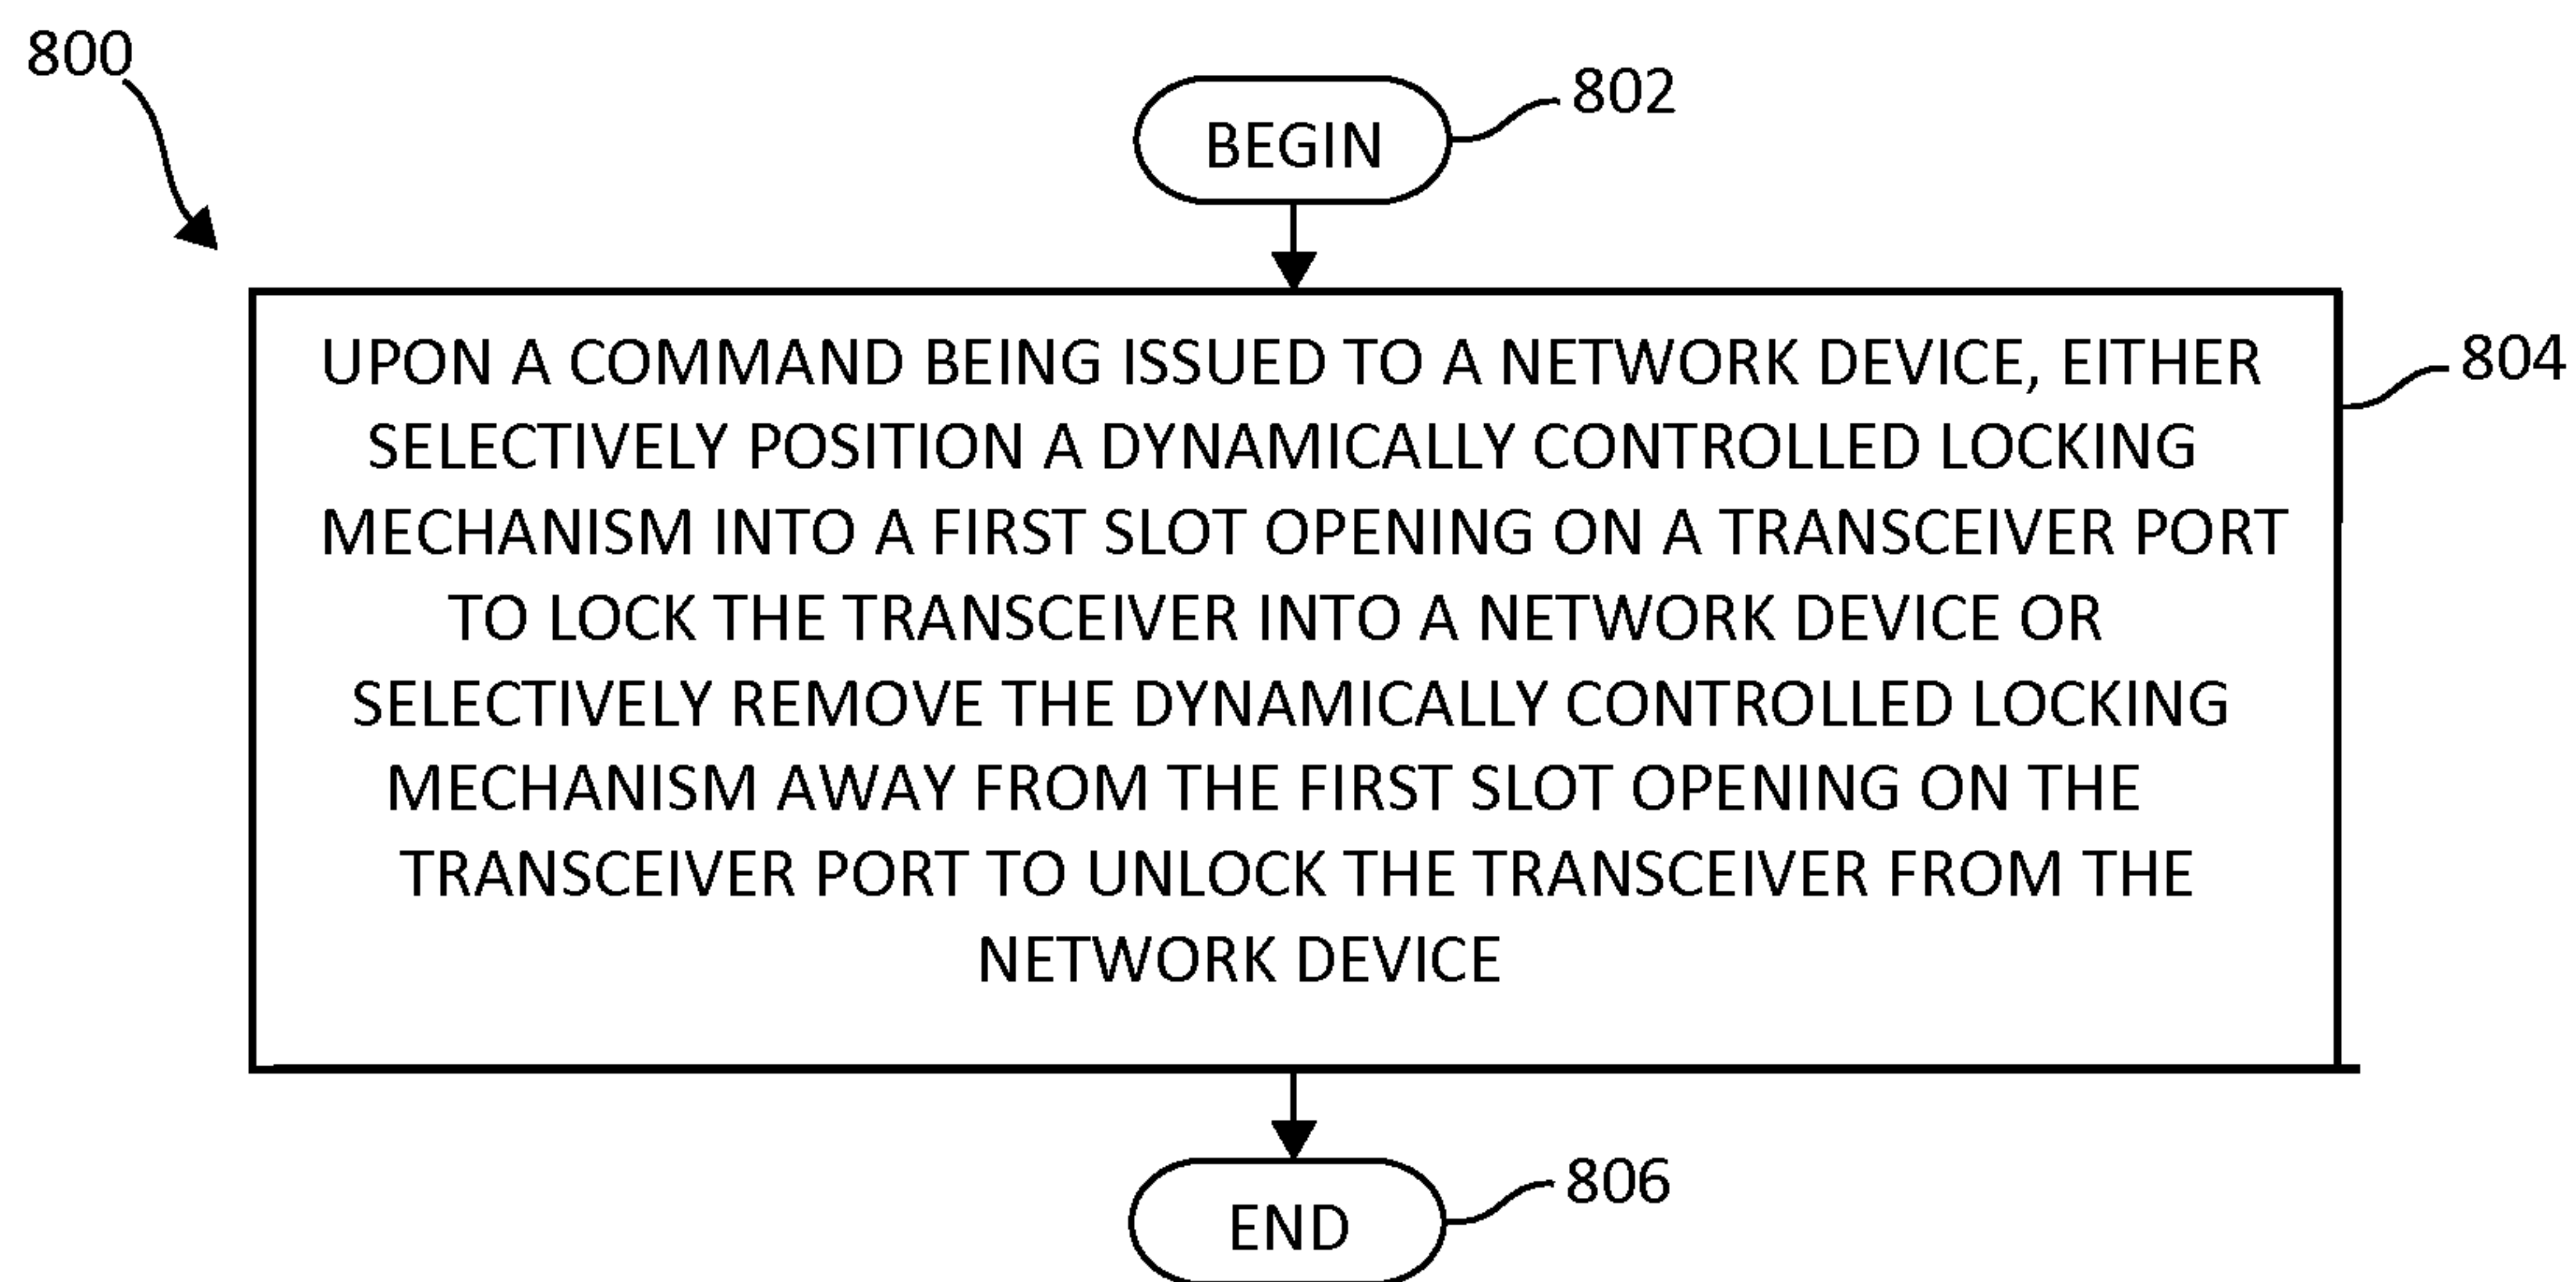 800
BEGIN
802
UPON A COMMAND BEING ISSUED TO A NETWORK DEVICE, EITHER
SELECTIVELY POSITION A DYNAMICALLY CONTROLLED LOCKING
MECHANISM INTO A FIRST SLOT OPENING ON A TRANSCEIVER PORT
TO LOCK THE TRANSCEIVER INTO A NETWORK DEVICE OR
SELECTIVELY REMOVE THE DYNAMICALLY CONTROLLED LOCKING
MECHANISM AWAY FROM THE FIRST SLOT OPENING ON THE
TRANSCEIVER PORT TO UNLOCK THE TRANSCEIVER FROM THE
NETWORK DEVICE
804
END
806